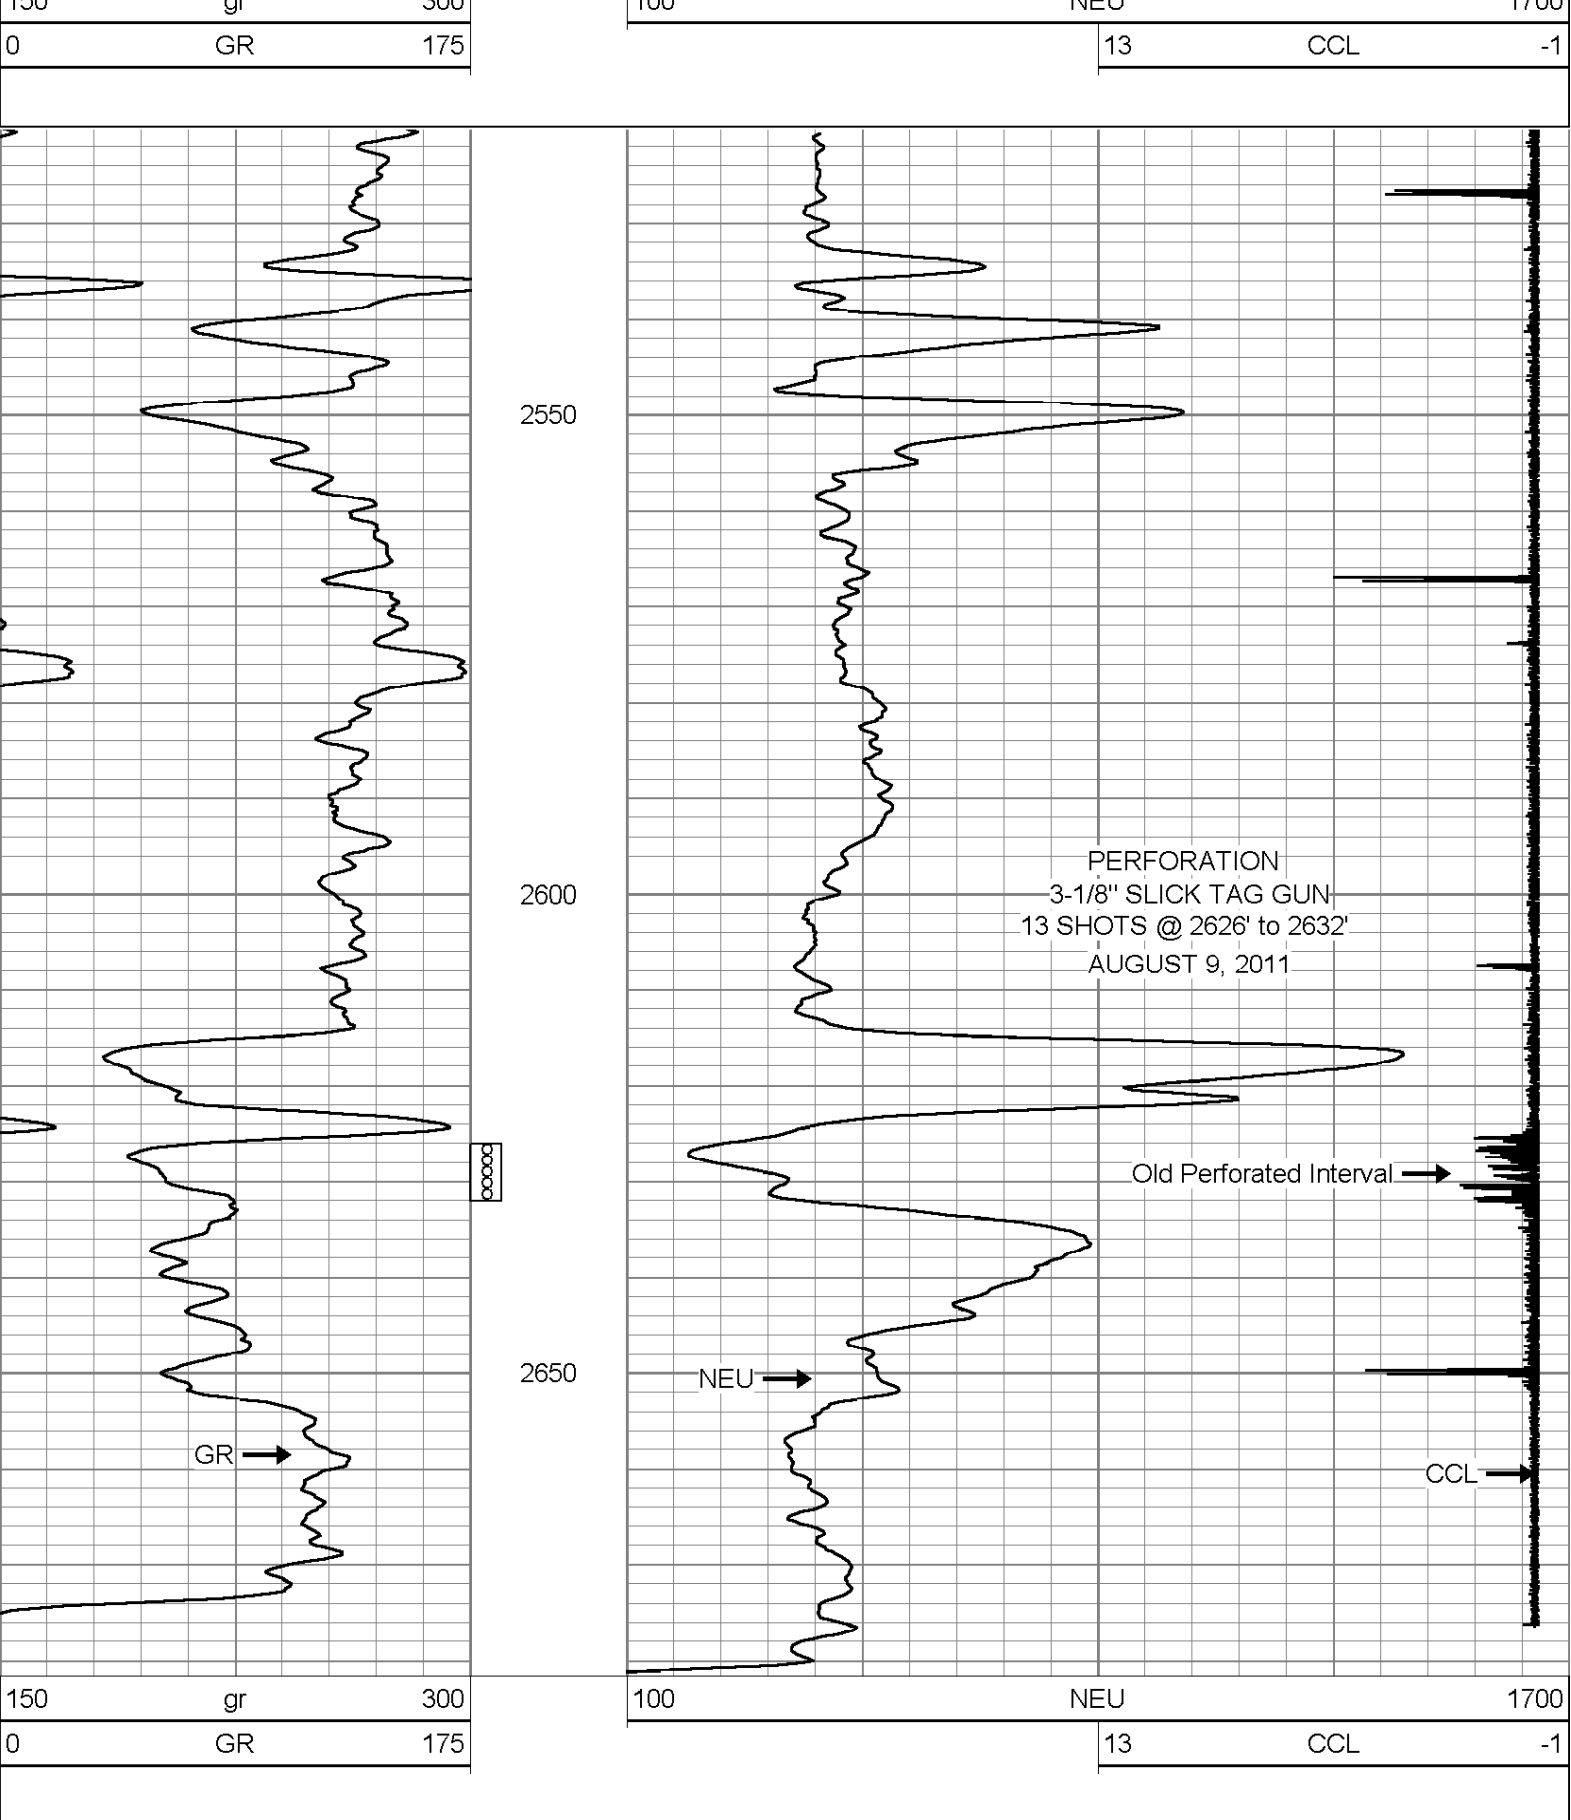 150 gr 300 100 NEU 1700
0 GR 175 13 CCL -1
2550
PERFORATION
2600 3-1/8" SLICK TAG GUN
13 SHOTS @ 2626' to 2632'
AUGUST 9, 2011
Old Perforated Interval
2650 NEU
GR
CCL
150 gr 300 100 NEU 1700
0 GR 175 13 CCL -1